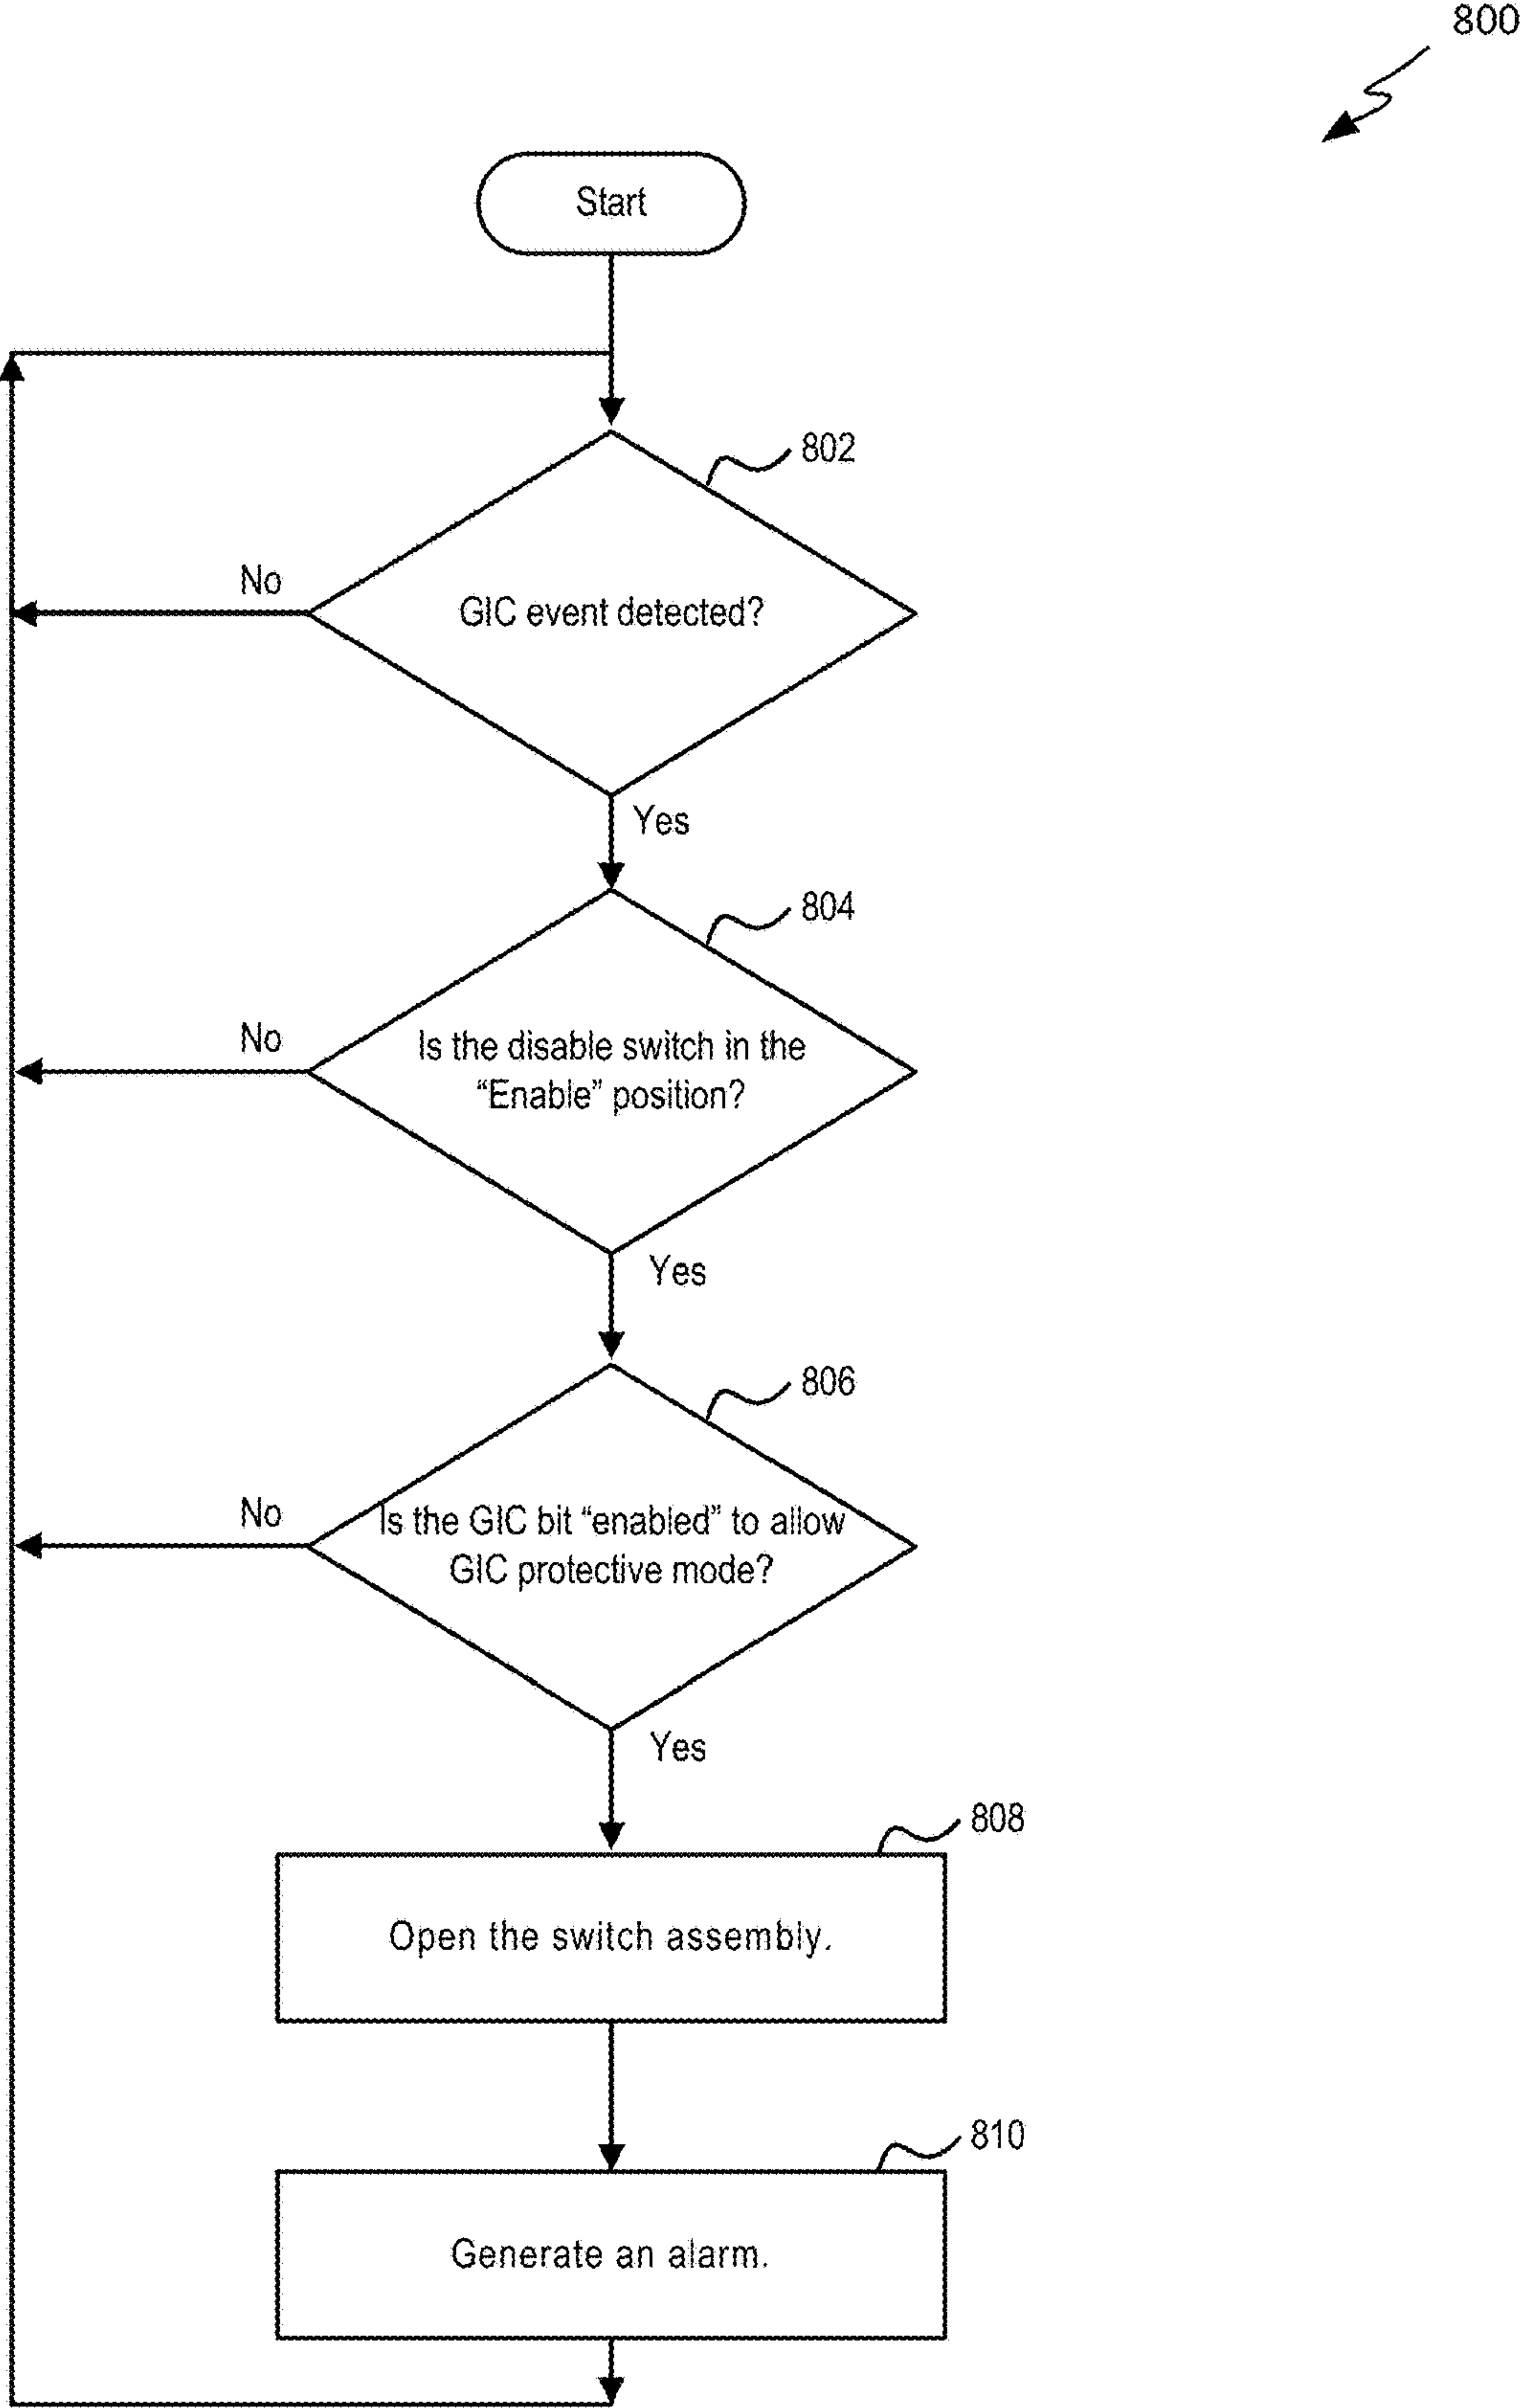 800
Start
802
No
GIC event detected?
Yes
804
No
Is the disable switch in the
“Enable” position?
Yes
806
No
Is the GIC bit “enabled” to allow
GIC protective mode?
Yes
808
Open the switch assembly.
810
Generate an alarm.